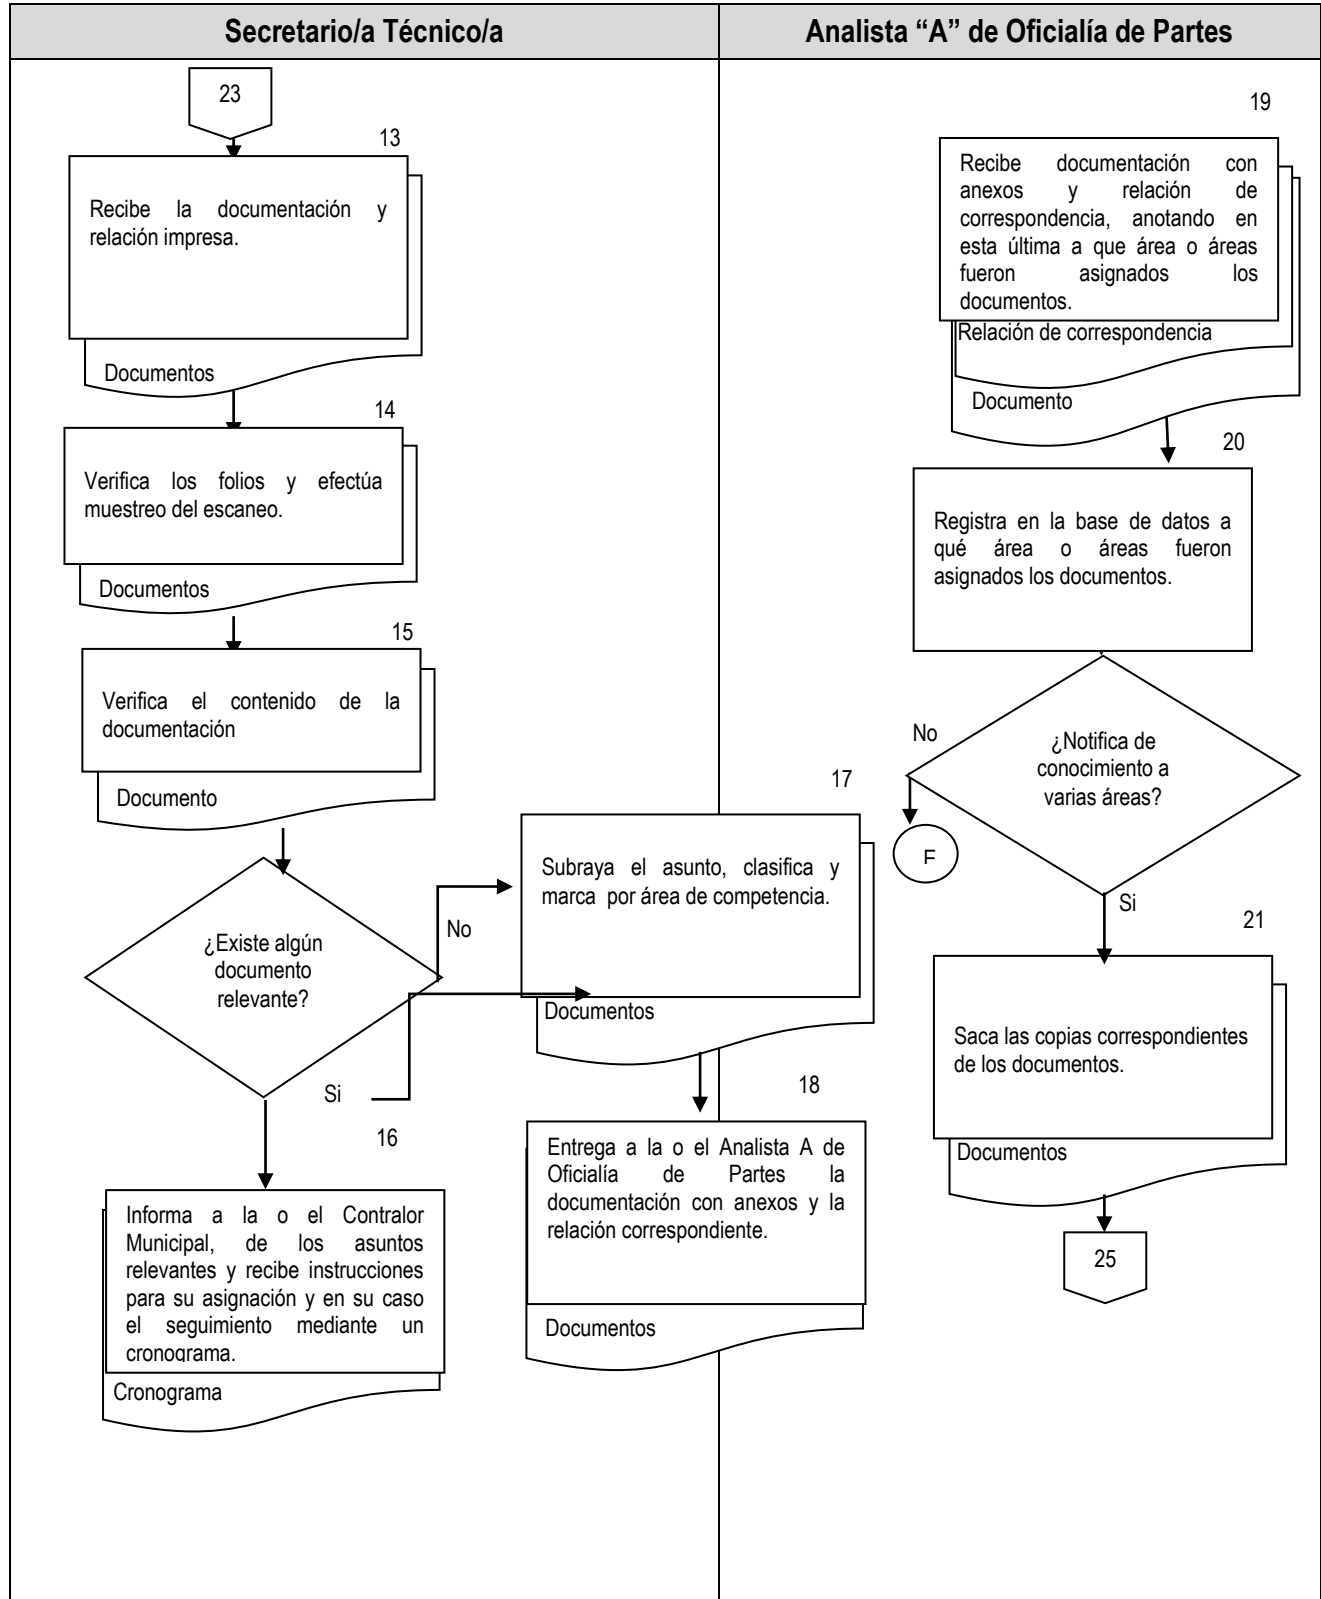 Secretario/a Técnico/a
Analista “A” de Oficialía de Partes
23
13
Recibe la documentación y
relación impresa.
Documentos
14
Verifica los folios y efectúa
muestreo del escaneo.
Documentos
15
Verifica el contenido de la
documentación
Documento
¿Existe algún
documento
relevante?
No
Si
16
Informa a la o el Contralor
Municipal, de los asuntos
relevantes y recibe instrucciones
para su asignación y en su caso
el seguimiento mediante un
cronograma.
Cronograma
17
Subraya el asunto, clasifica y
marca por área de competencia.
Documentos
18
Entrega a la o el Analista A de
Oficialía de Partes la
documentación con anexos y la
relación correspondiente.
Documentos
19
Recibe documentación con
anexos y relación de
correspondencia, anotando en
esta última a que área o áreas
fueron asignados los
documentos.
Relación de correspondencia
Documento
20
Registra en la base de datos a
qué área o áreas fueron
asignados los documentos.
¿Notifica de
conocimiento a
varias áreas?
No
F
Si
21
Saca las copias correspondientes
de los documentos.
Documentos
25